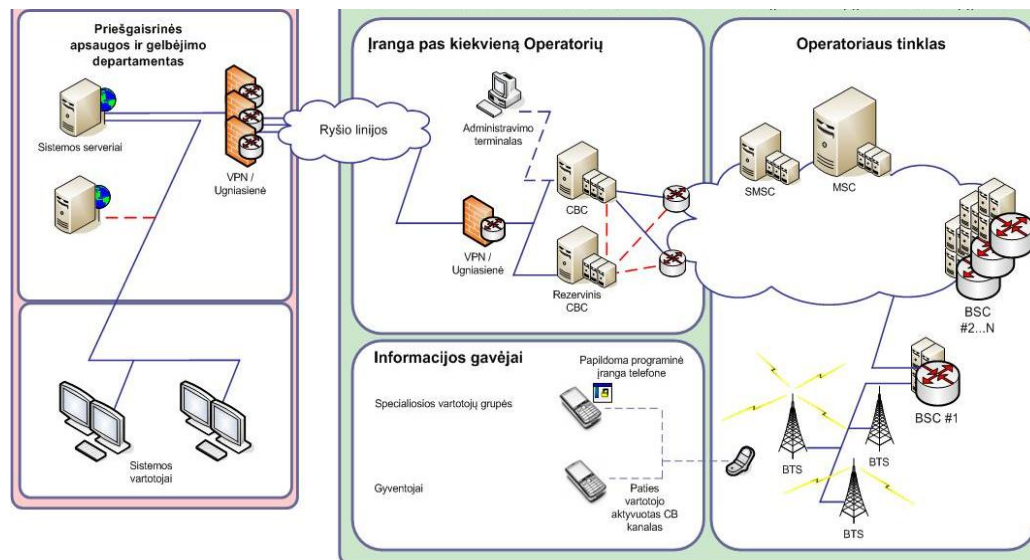 Priešgaisrinės
apsaugos ir gelbėjimo
departamentas
Sistemos serveriai
VPN /
Ugniasienė
Ryšio linijos
Sistemos
vartotojai
Įranga pas kiekvieną Operatorių
Administravimo
terminalas
CBC
VPN /
Ugniasienė
Rezervinis
CBC
Operatoriaus tinklas
SMSC
MSC
BSC
#2...N
BSC #1
BTS
BTS
BTS
Informacijos gavėjai
Papildoma programinė
įranga telefone
Specialiosios vartotojų grupės
Gyventojai
Paties
vartotojo
aktyvuotas CB
kanalas